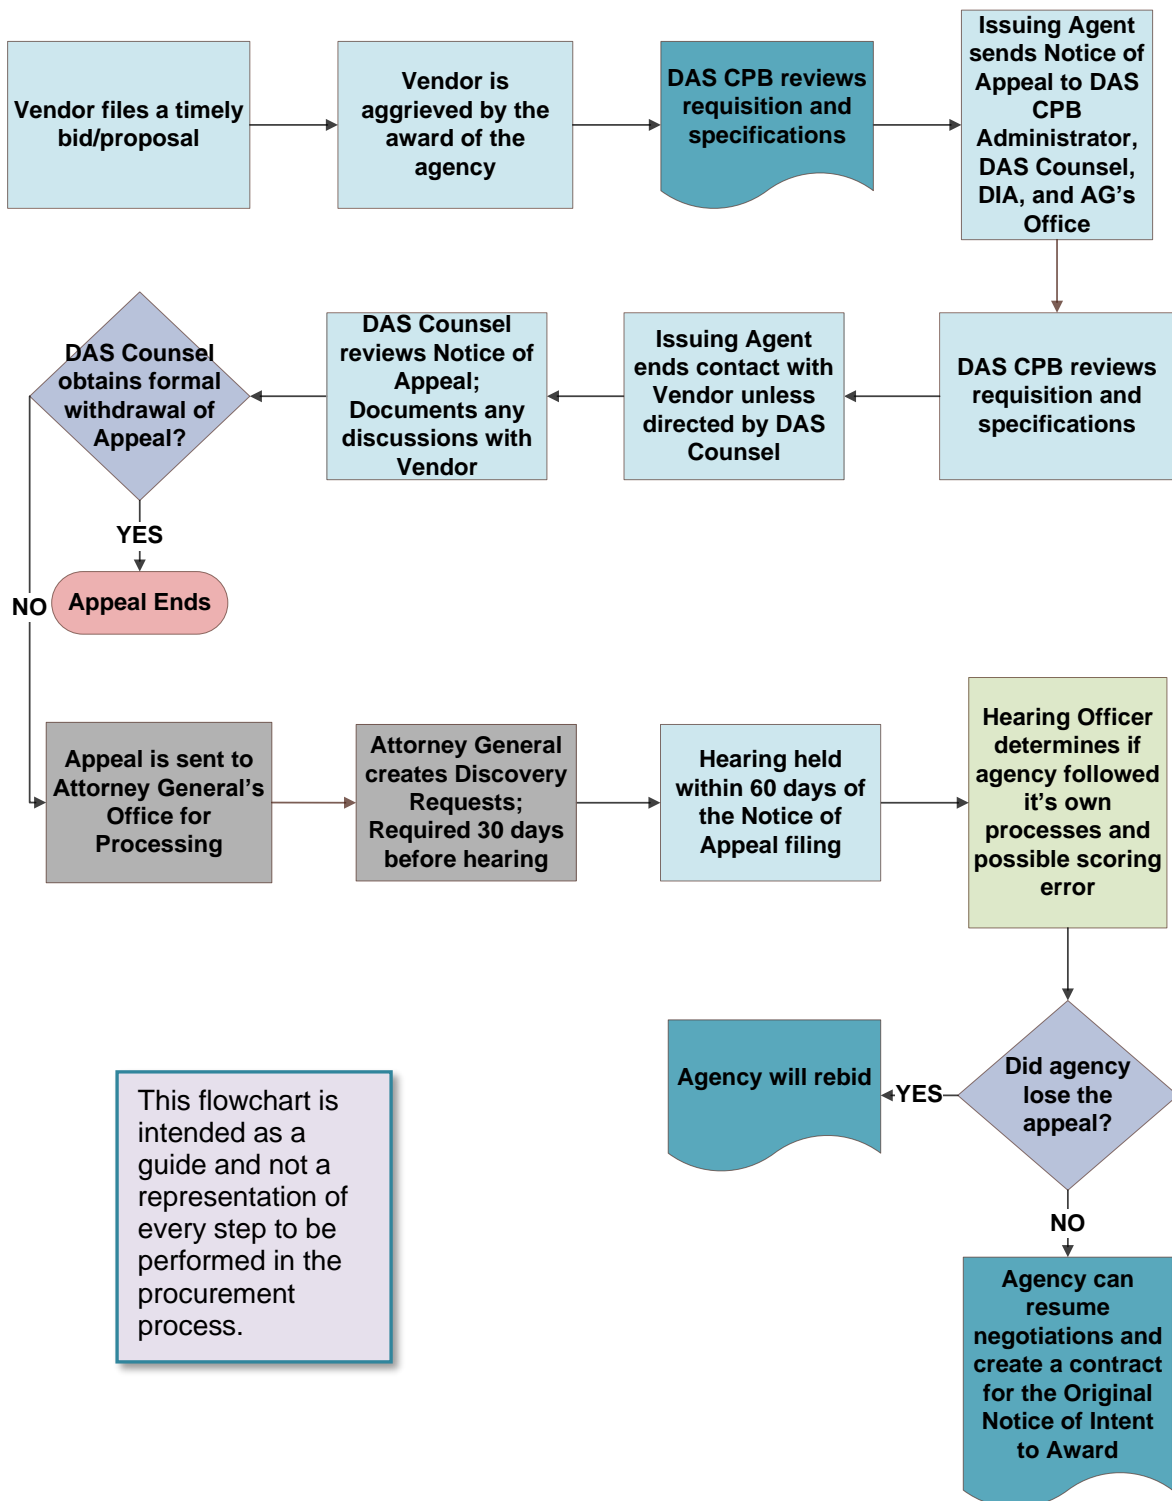 Vendor files a timely
bid/proposal
Vendor is
aggrieved by the
award of the
agency
DAS CPB reviews
requisition and
specifications
Issuing Agent
sends Notice of
Appeal to DAS
CPB
Administrator,
DAS Counsel,
DIA, and AG’s
Office
DAS CPB reviews
requisition and
specifications
Issuing Agent
ends contact with
Vendor unless
directed by DAS
Counsel
DAS Counsel
reviews Notice of
Appeal;
Documents any
discussions with
Vendor
DAS Counsel
obtains formal
withdrawal of
Appeal?
YES
Appeal Ends
NO
Appeal is sent to
Attorney General’s
Office for
Processing
Attorney General
creates Discovery
Requests;
Required 30 days
before hearing
Hearing held
within 60 days of
the Notice of
Appeal filing
Hearing Officer
determines if
agency followed
it’s own
processes and
possible scoring
error
Did agency
lose the
appeal?
YES
Agency will rebid
NO
Agency can
resume
negotiations and
create a contract
for the Original
Notice of Intent
to Award
This flowchart is
intended as a
guide and not a
representation of
every step to be
performed in the
procurement
process.